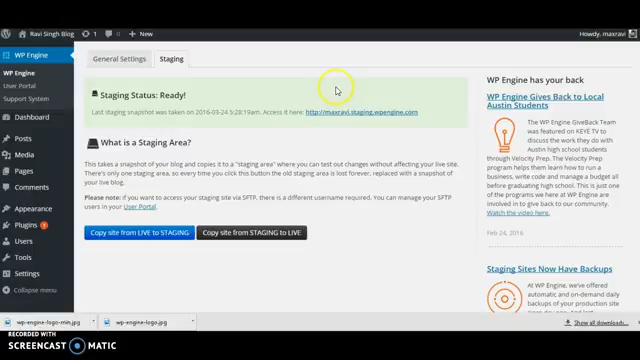 Ravi Singh Blog 1 0 New Howdy, maxravi
WP Engine
WP Engine
User Portal
Support System
Dashboard
Posts
Media
Pages
Comments
Appearance
Plugins 1
Users
Tools
Settings
Collapse menu
General Settings Staging
Staging Status: Ready!
Last staging snapshot was taken on 2016-03-24 5:28:19am. Access it here: http://maxravi.staging.wpengine.com
What is a Staging Area?
This takes a snapshot of your blog and copies it to a "staging area" where you can test out changes without affecting your live site.
There's only one staging area, so every time you click this button the old staging area is lost forever, replaced with a snapshot of
your live blog.
Please note: if you want to access your staging site via SFTP, there is a different username required. You can manage your SFTP
users in your User Portal.
Copy site from LIVE to STAGING Copy site from STAGING to LIVE
WP Engine has your back
WP Engine Gives Back to Local
Austin Students
The WP Engine GiveBack Team
was featured on KEYE TV to
discuss the work they do with
Austin high school students
through Velocity Prep. The Velocity
Prep program helps them learn how to run a
business, write code and manage a budget all
before graduating high school. This is just one
of the programs we here at WP Engine are
involved in to give back to our community.
Watch the video here.
Feb 24, 2016
Staging Sites Now Have Backups
At WP Engine, we've offered
automatic and on-demand daily
backups of your production site
wp-engine-logo-min.jpg wp-engine-logo.jpg Show all downloads...
RECORDED WITH
SCREENCAST MATIC